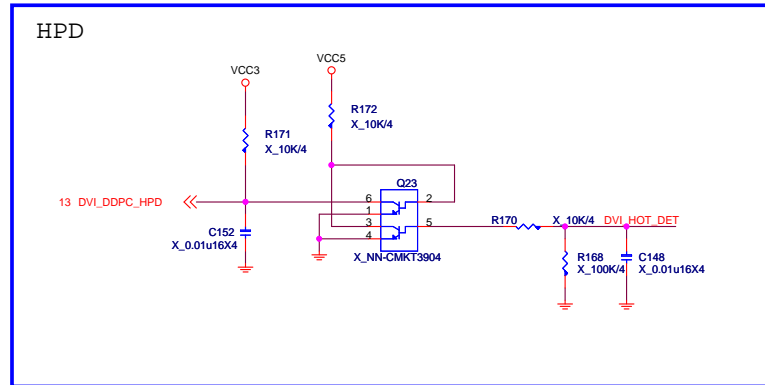 HPD
VCC3
VCC5
R171
X_10K/4
R172
X_10K/4
Q23
13 DVI_DDPC_HPD
6
1
3
4
2
5
C152
X_0.01u16X4
X_NN-CMKT3904
R170
X_10K/4
DVI_HOT_DET
R168
X_100K/4
C148
X_0.01u16X4